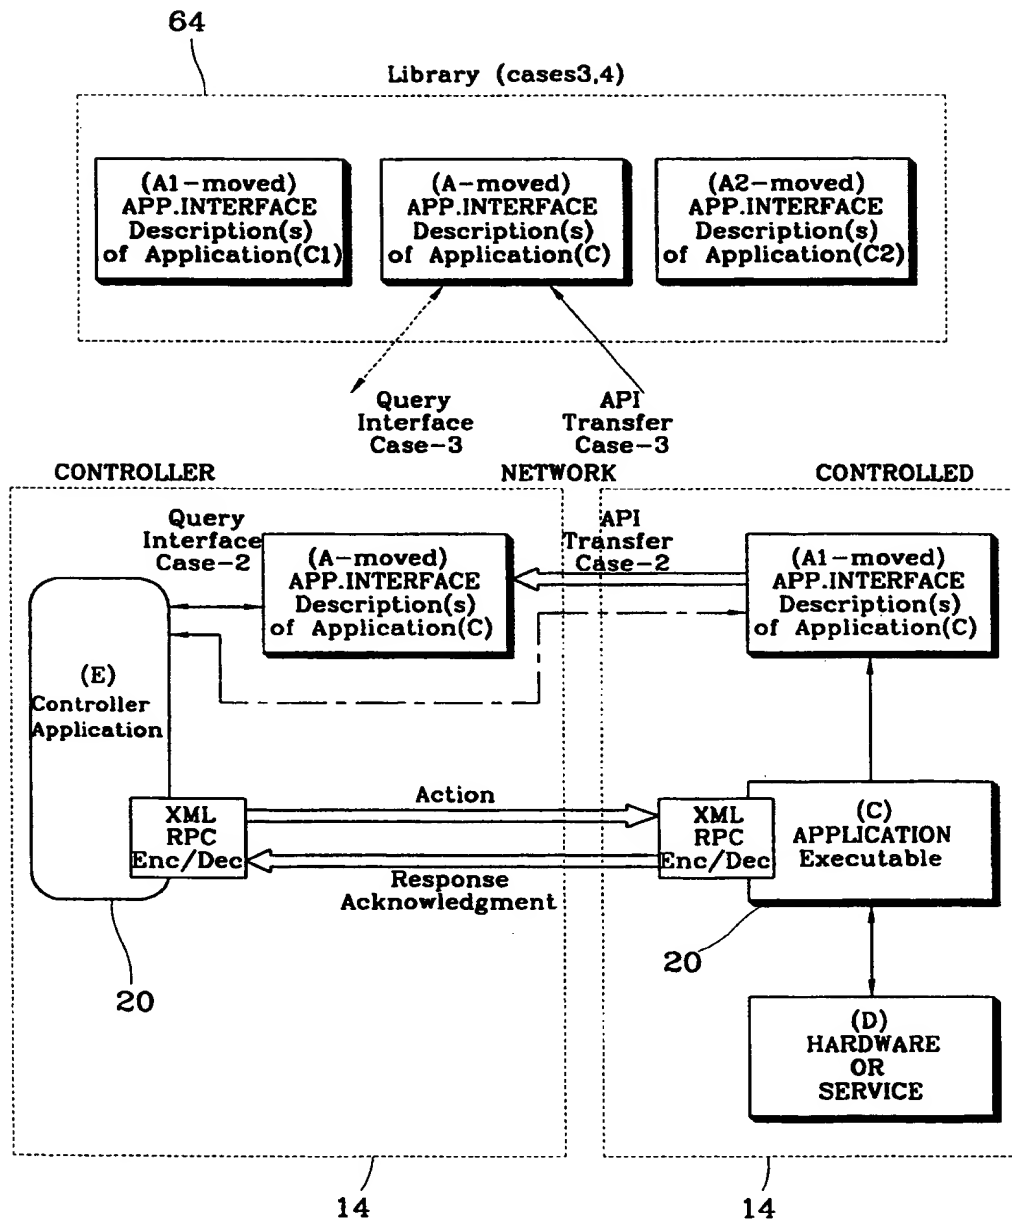 64
Library (cases3,4)
(A1-moved)
APP.INTERFACE
Description(s)
of Application(C1)
(A-moved)
APP.INTERFACE
Description(s)
of Application(C)
(A2-moved)
APP.INTERFACE
Description(s)
of Application(C2)
Query
Interface
Case-3
API
Transfer
Case-3
CONTROLLER
NETWORK
CONTROLLED
Query
Interface
Case-2
(A-moved)
APP.INTERFACE
Description(s)
of Application(C)
API
Transfer
Case-2
(A1-moved)
APP.INTERFACE
Description(s)
of Application(C)
(E)
Controller
Application
XML
RPC
Enc/Dec
Action
Response
Acknowledgment
XML
RPC
Enc/Dec
(C)
APPLICATION
Executable
20
20
(D)
HARDWARE
OR
SERVICE
14
14